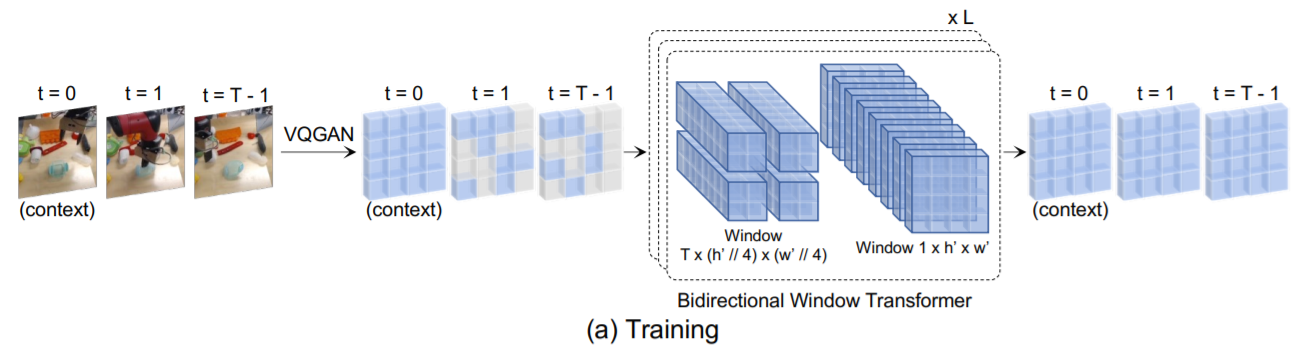 x L
t = 0
t = 1
t = T - 1
VQGAN
t = 0
t = 1
t = T - 1
t = 0
t = 1
t = T - 1
(context)
(context)
Window
T x (h' // 4) x (w' // 4)
Window 1 x h' x w'
(context)
Bidirectional Window Transformer
(a) Training